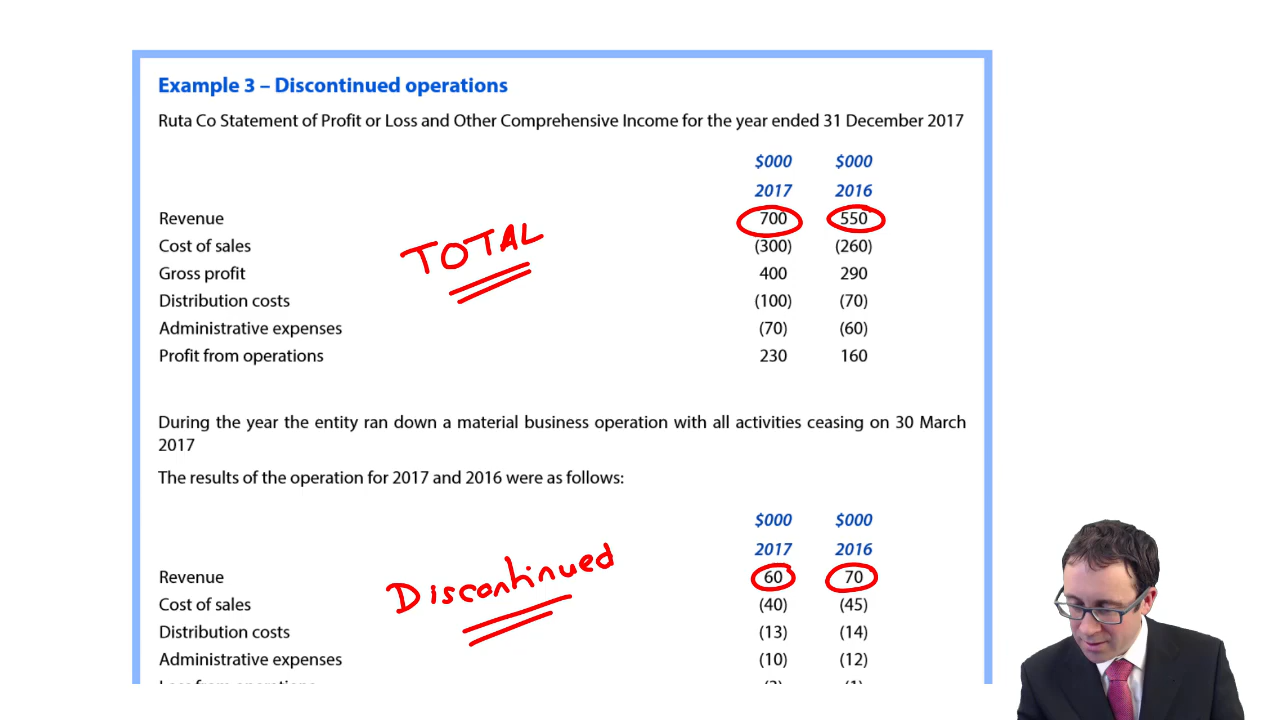 Example 3 – Discontinued operations
Ruta Co Statement of Profit or Loss and Other Comprehensive Income for the year ended 31 December 2017
$000 $000
2017 2016
Revenue 700 550
Cost of sales (300) (260)
Gross profit 400 290
Distribution costs (100) (70)
Administrative expenses (70) (60)
Profit from operations 230 160
TOTAL
During the year the entity ran down a material business operation with all activities ceasing on 30 March
2017
The results of the operation for 2017 and 2016 were as follows:
$000 $000
2017 2016
Revenue 60 70
Cost of sales (40) (45)
Distribution costs (13) (14)
Administrative expenses (10) (12)
Discontinued